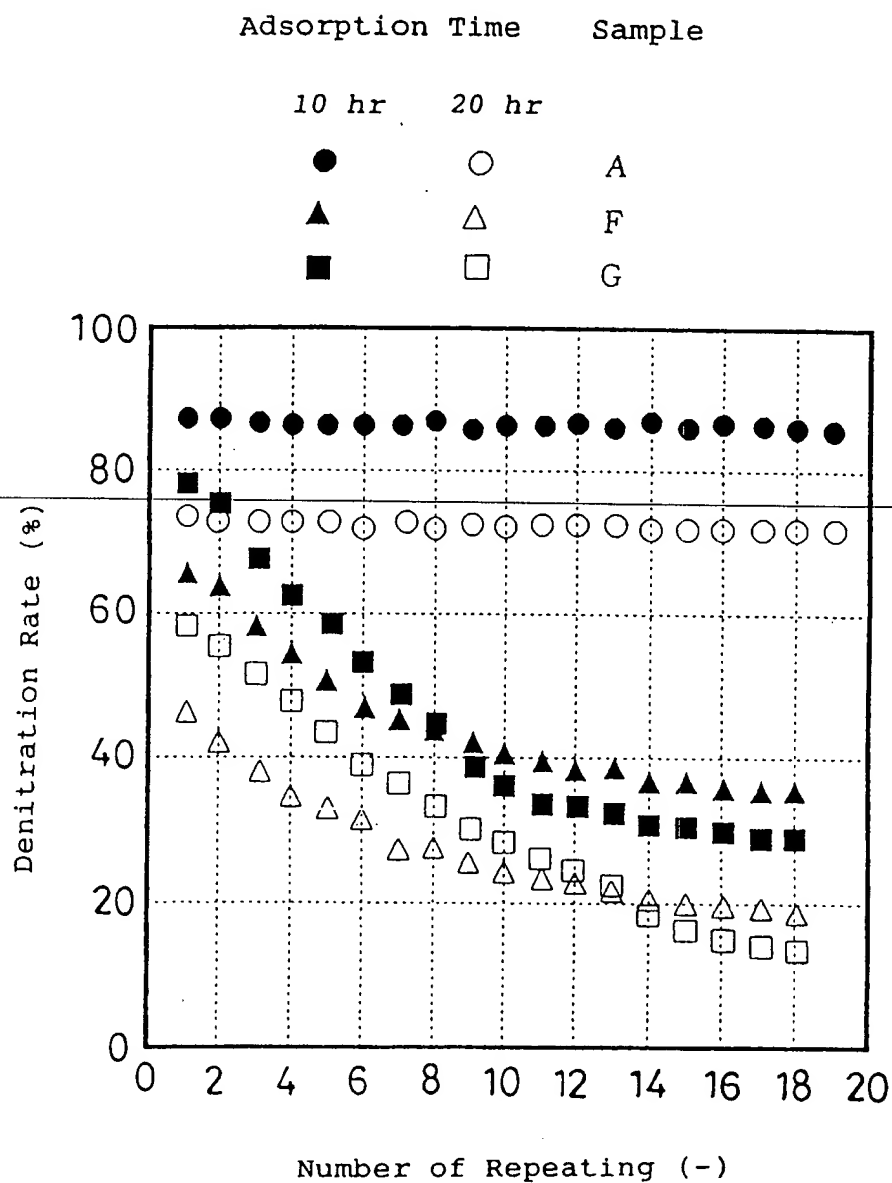 Adsorption Time Sample
10 hr 20 hr
A
F
G
100
80
60
40
20
0
Denitration Rate (%)
0 2 4 6 8 10 12 14 16 18 20
Number of Repeating (-)